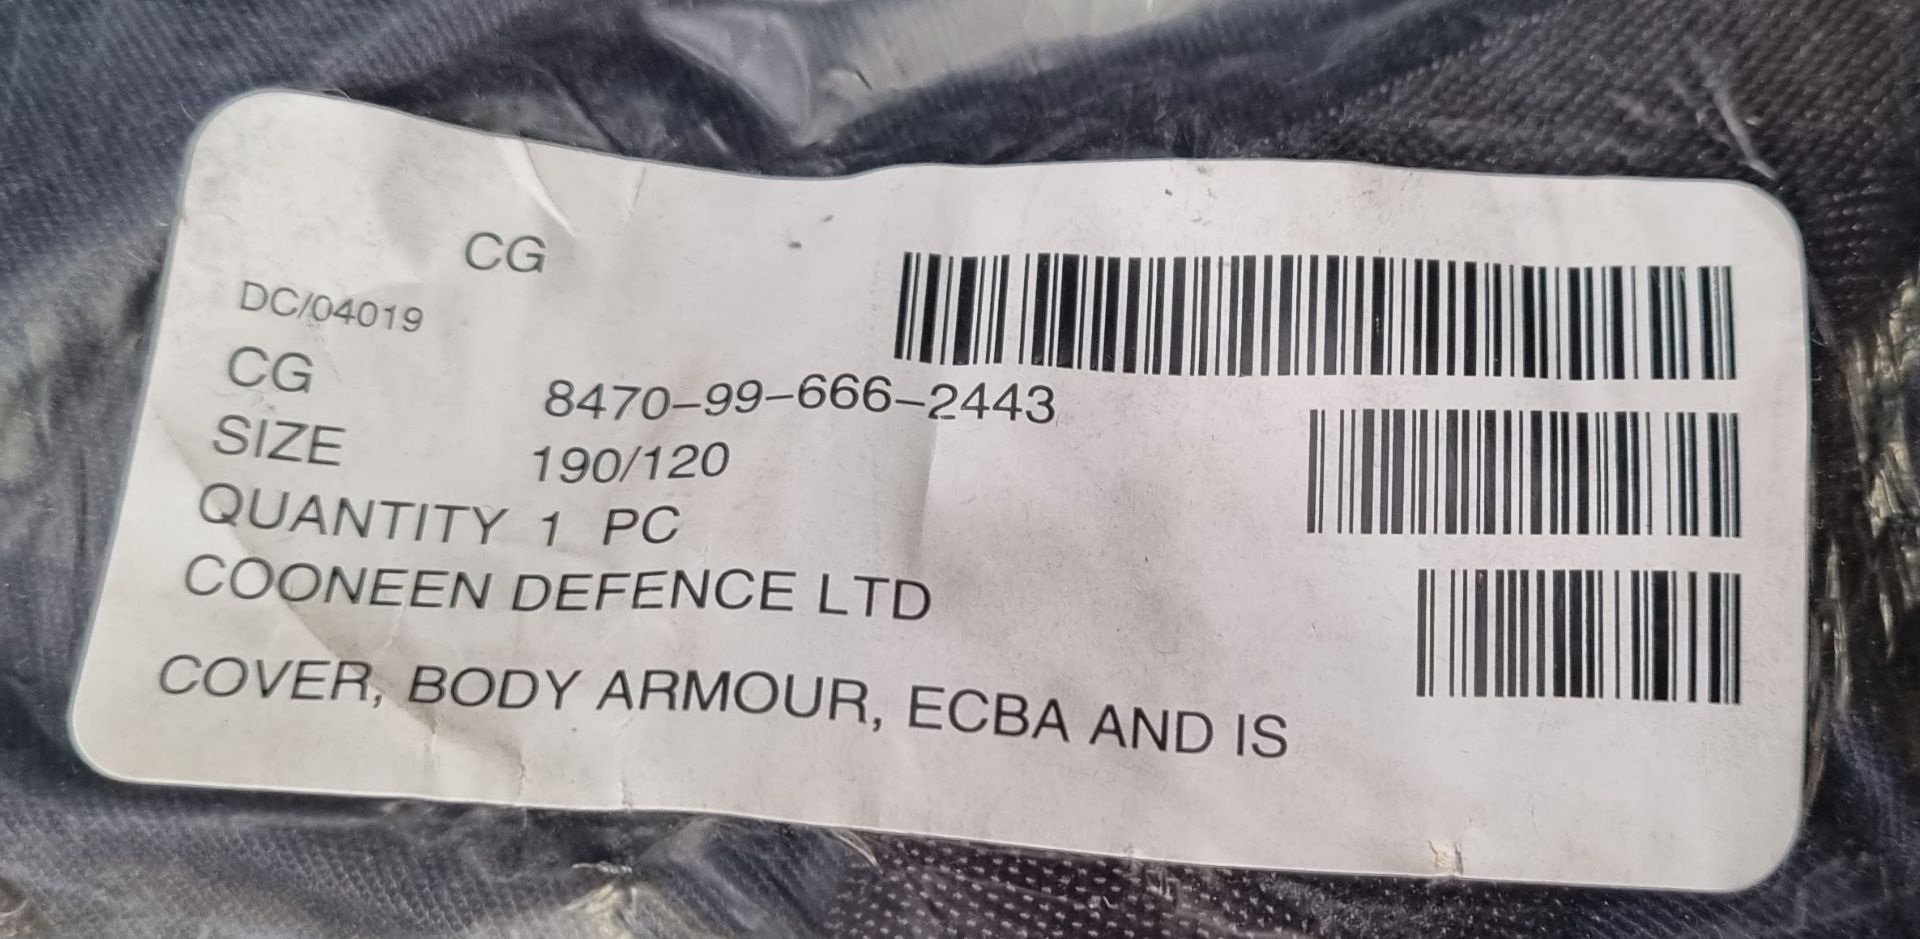 CG
DC/04019
CG 8470-99-666-2443
SIZE 190/120
QUANTITY 1 PC
COONEEN DEFENCE LTD
COVER, BODY ARMOUR, ECBA AND IS